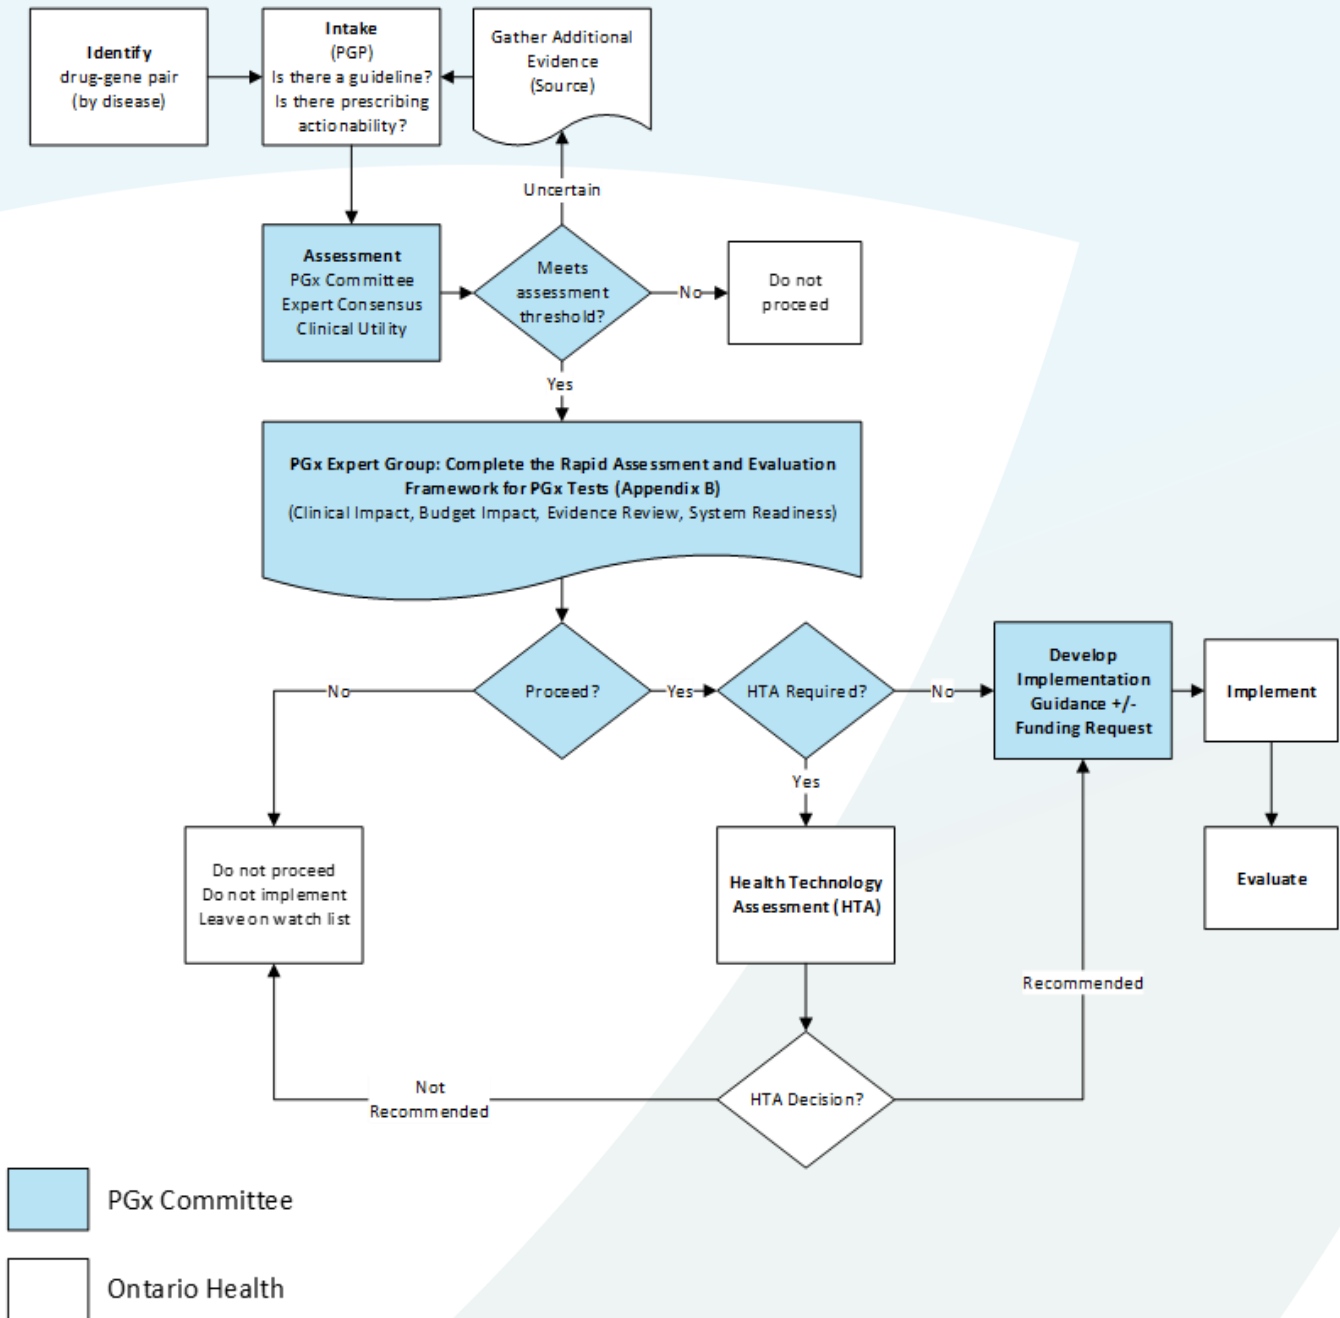 Identify
drug-gene pair
(by disease)
Intake
(PGP)
Is there a guideline?
Is there prescribing
actionability?
Gather Additional
Evidence
(Source)
Uncertain
Assessment
PGx Committee
Expert Consensus
Clinical Utility
Meets
assessment
threshold?
No
Do not
proceed
Yes
PGx Expert Group: Complete the Rapid Assessment and Evaluation
Framework for PGx Tests (Appendix B)
(Clinical Impact, Budget Impact, Evidence Review, System Readiness)
No
Proceed?
Yes
HTA Required?
No
Develop
Implementation
Guidance +/-
Funding Request
Implement
Yes
Do not proceed
Do not implement
Leave on watch list
Health Technology
Assessment (HTA)
Evaluate
Recommended
Not
Recommended
HTA Decision?
PGx Committee
Ontario Health